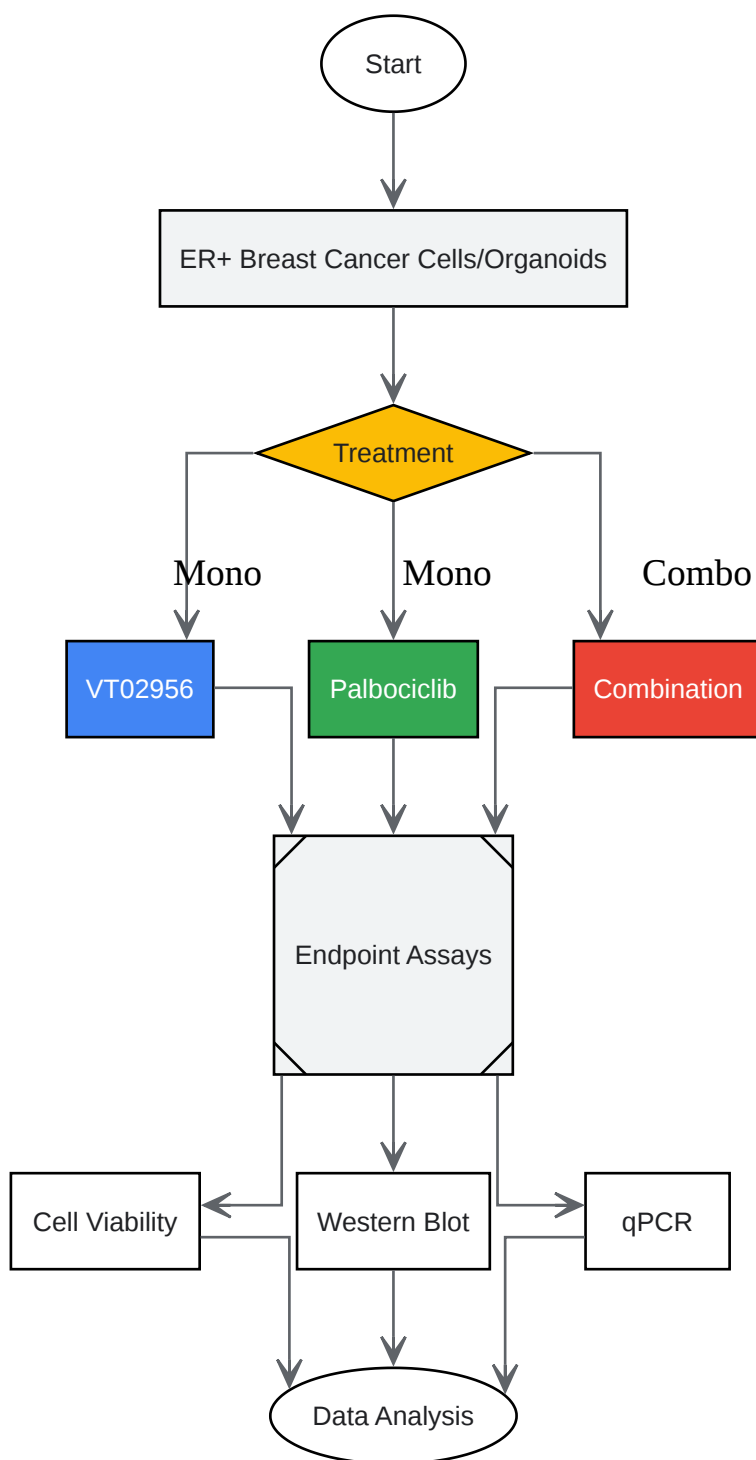 Start
ER+ Breast Cancer Cells/Organoids
Treatment
Mono
Mono
Combo
VT02956
Palbociclib
Combination
Endpoint Assays
Cell Viability
Western Blot
qPCR
Data Analysis